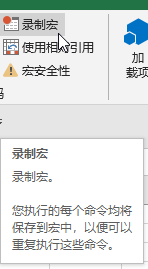 录制宏
使用相对引用
宏安全性
加
载项
录制宏
录制宏。
您执行的每个命令均将
保存到宏中，以便可以
重复执行这些命令。